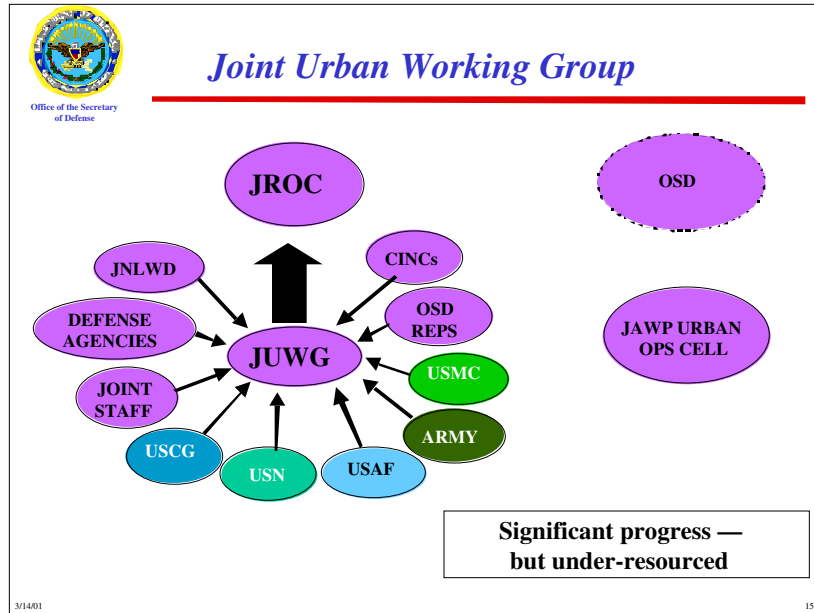 Joint Urban Working Group
Office of the Secretary
of Defense
JROC
OSD
JNLWD
CINCs
DEFENSE
AGENCIES
OSD
REPS
JUWG
JAWP URBAN
OPS CELL
JOINT
STAFF
USMC
USCG
ARMY
USN
USAF
Significant progress —
but under-resourced
3/14/01
15